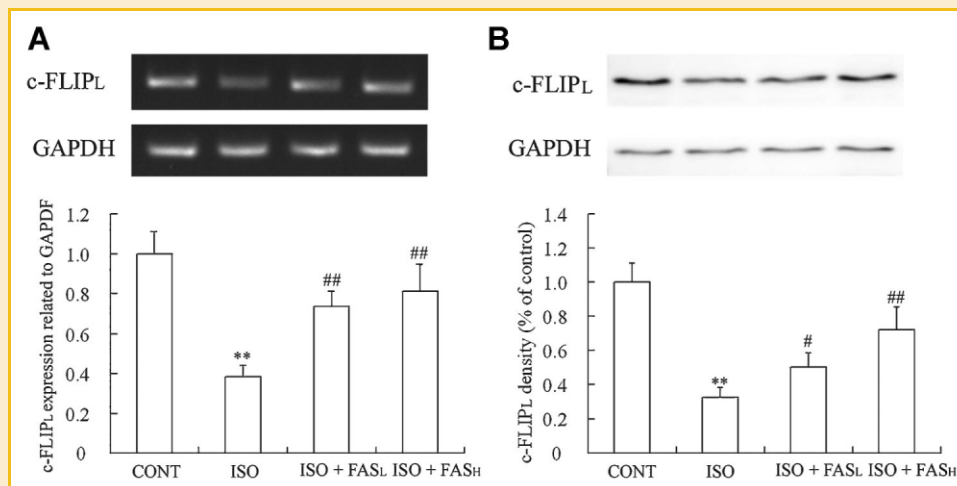 A
c-FLIPL
GAPDH
c-FLIPL expression related to GAPDF
1.2
1.0
0.8
0.6
0.4
0.2
0
**
##
##
CONT ISO ISO + FASL ISO + FASH
B
c-FLIPL
GAPDH
c-FLIPL density (% of control)
1.4
1.2
1.0
0.8
0.6
0.4
0.2
0
**
#
##
CONT ISO ISO + FASL ISO + FASH